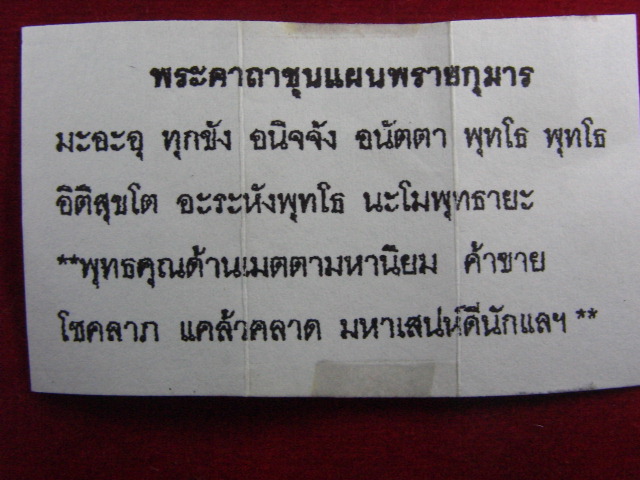 พระคาถาขุนแผนพรายกุมาร
มะอะอุ ทุกขัง อนิจจัง อนัตตา พุทโธ พุทโธ
อิติสุขโต อะระหังพุทโธ นะโมพุทธายะ
**พุทธคุณด้านเมตตามหานิยม ค้าขาย
โชคลาภ แคล้วคลาด มหาเสน่ห์ดีนักแลฯ**